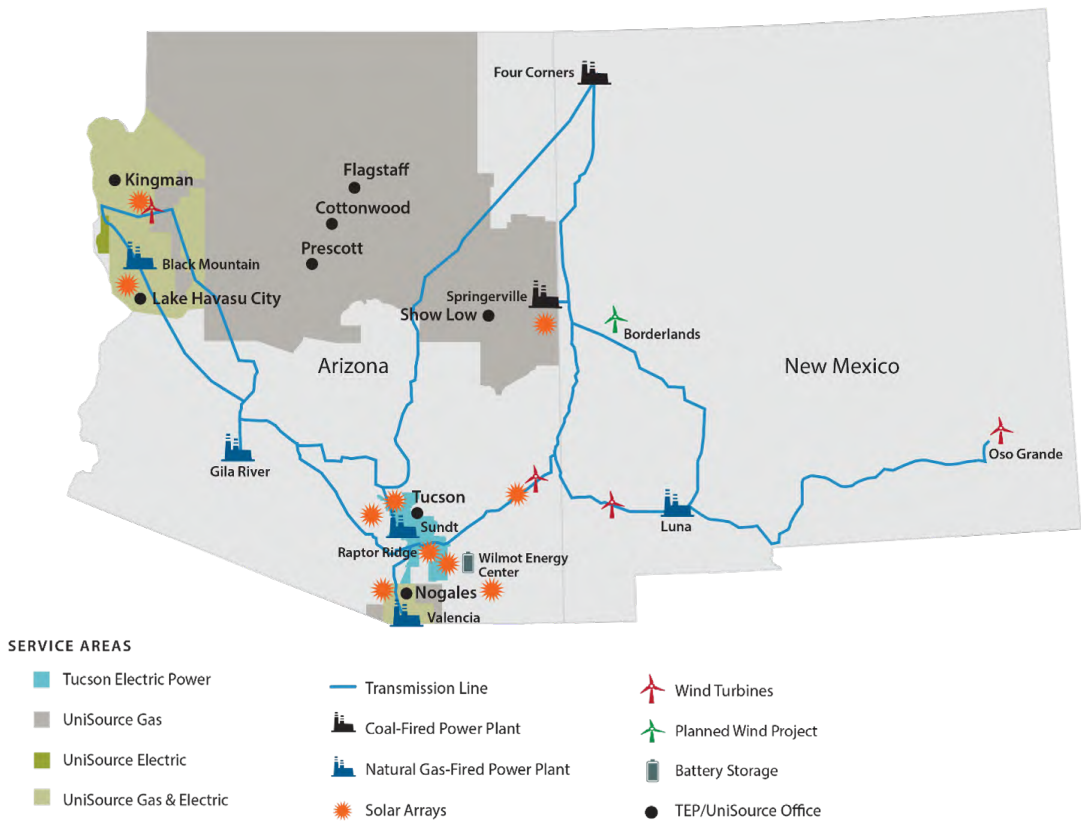 Four Corners
Flagstaff
Kingman
Cottonwood
Prescott
Black Mountain
Springerville
Lake Havasu City
Show Low
Borderlands
Arizona
New Mexico
Oso Grande
Gila River
Tucson
Sundt
Luna
Raptor Ridge
Wilmot Energy
Center
Nogales
Valencia
SERVICE AREAS
Tucson Electric Power
UniSource Gas
UniSource Electric
UniSource Gas & Electric
Transmission Line
Coal-Fired Power Plant
Natural Gas-Fired Power Plant
Solar Arrays
Wind Turbines
Planned Wind Project
Battery Storage
TEP/UniSource Office